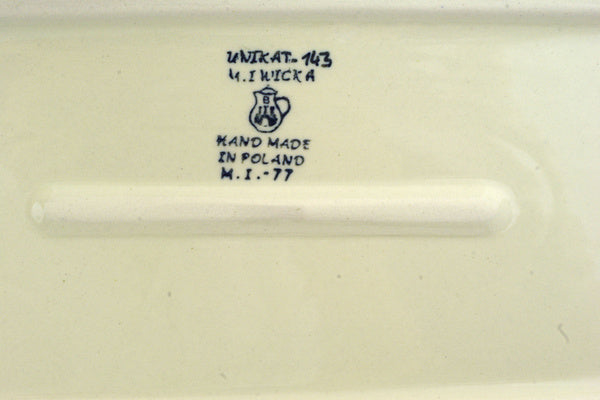 UNIKAT-143
M.IWICKA
B
HAND MADE
IN POLAND
M.I.-77